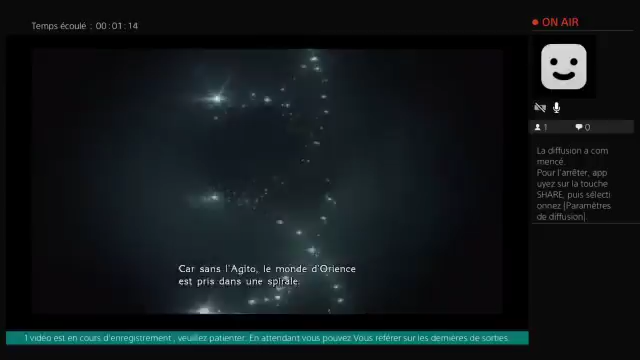 Temps écoulé : 00:01:14
ON AIR
1
0
La diffusion a com
mencé.
Pour l'arrêter, app
uyez sur la touche
SHARE, puis sélecti
onnez [Paramètres
de diffusion].
Car sans l'Agito, le monde d'Orience
est pris dans une spirale.
1 vidéo est en cours d'enregistrement , veuillez patienter. En attendant vous pouvez Vous référer sur les dernières de sorties.